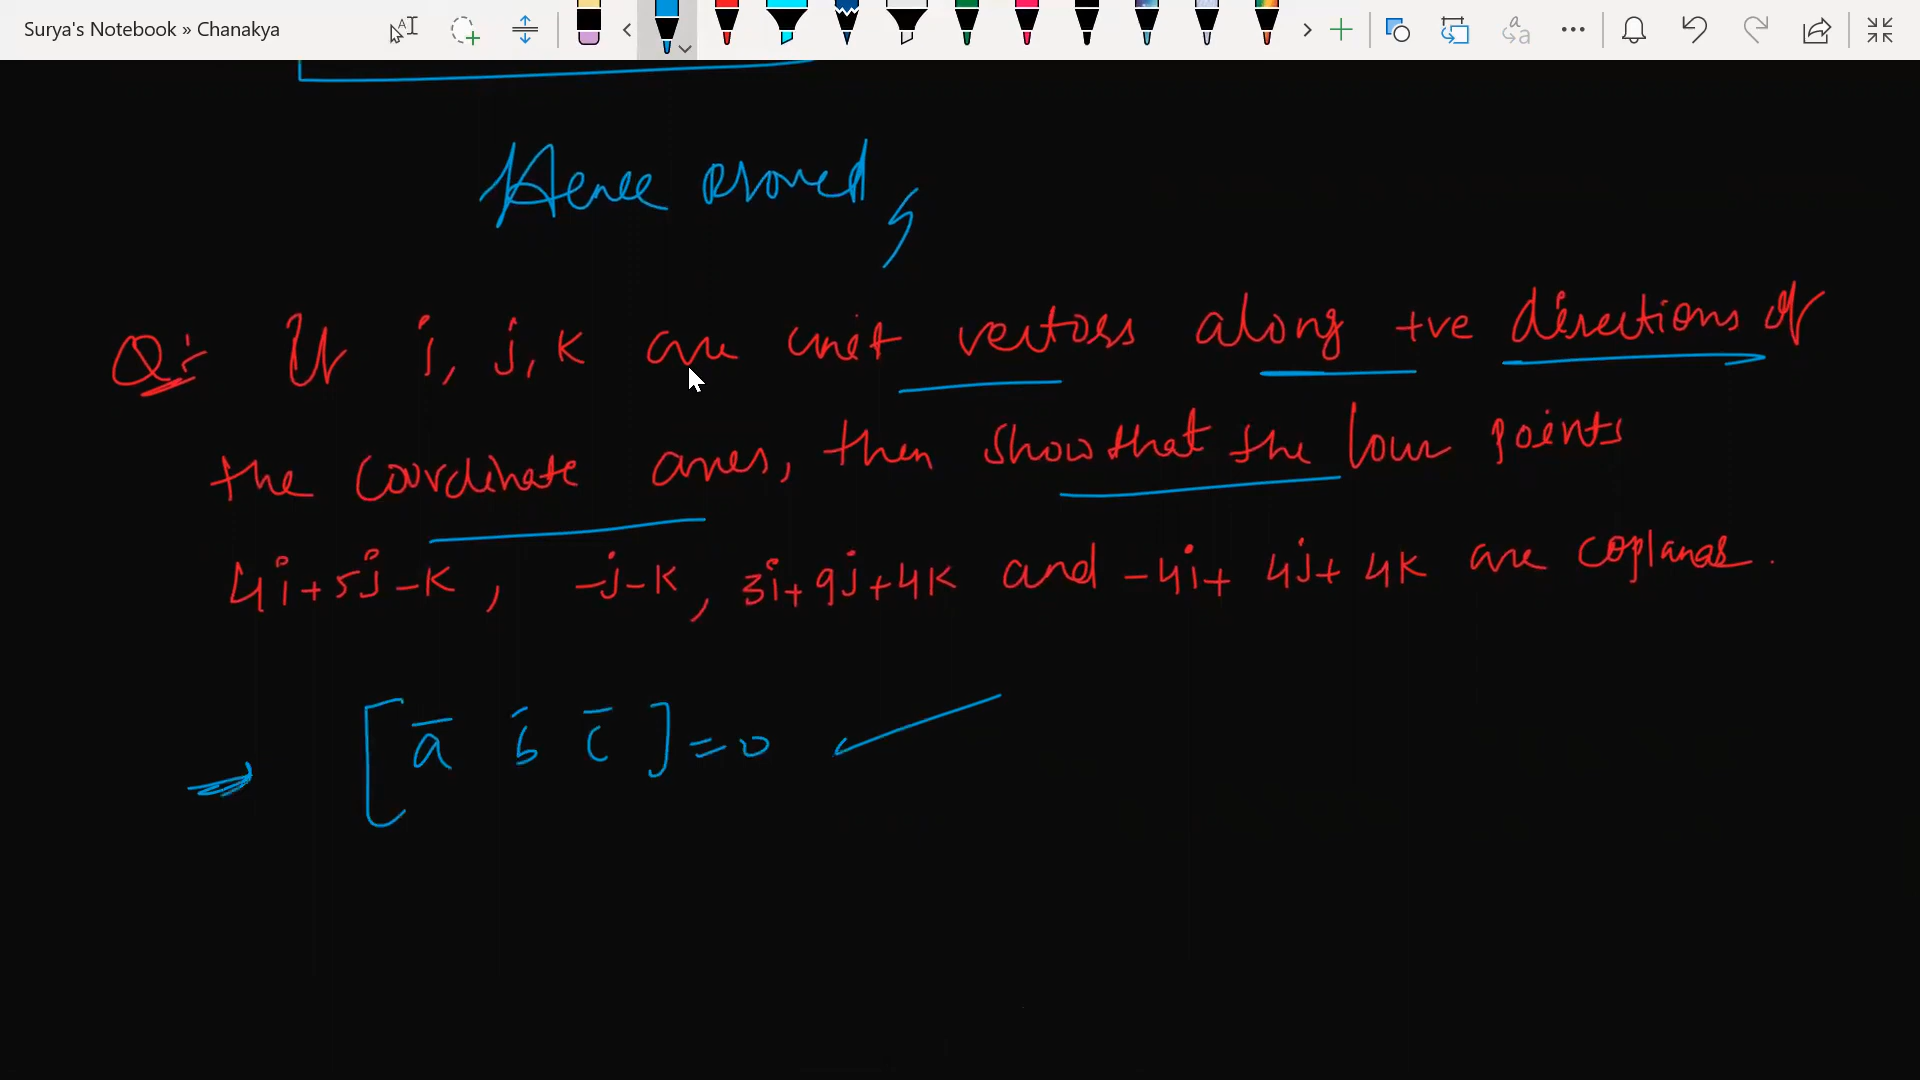 Surya's Notebook » Chanakya
Hence proved
Q:- If i, j, k are unit vectors along +ve directions of
the coordinate axes, then show that the four points
4i+5j-k, -j-k, 3i+9j+4k and -4i+ 4j+ 4k are coplanar.
[a̅ b̅ c̅]=0